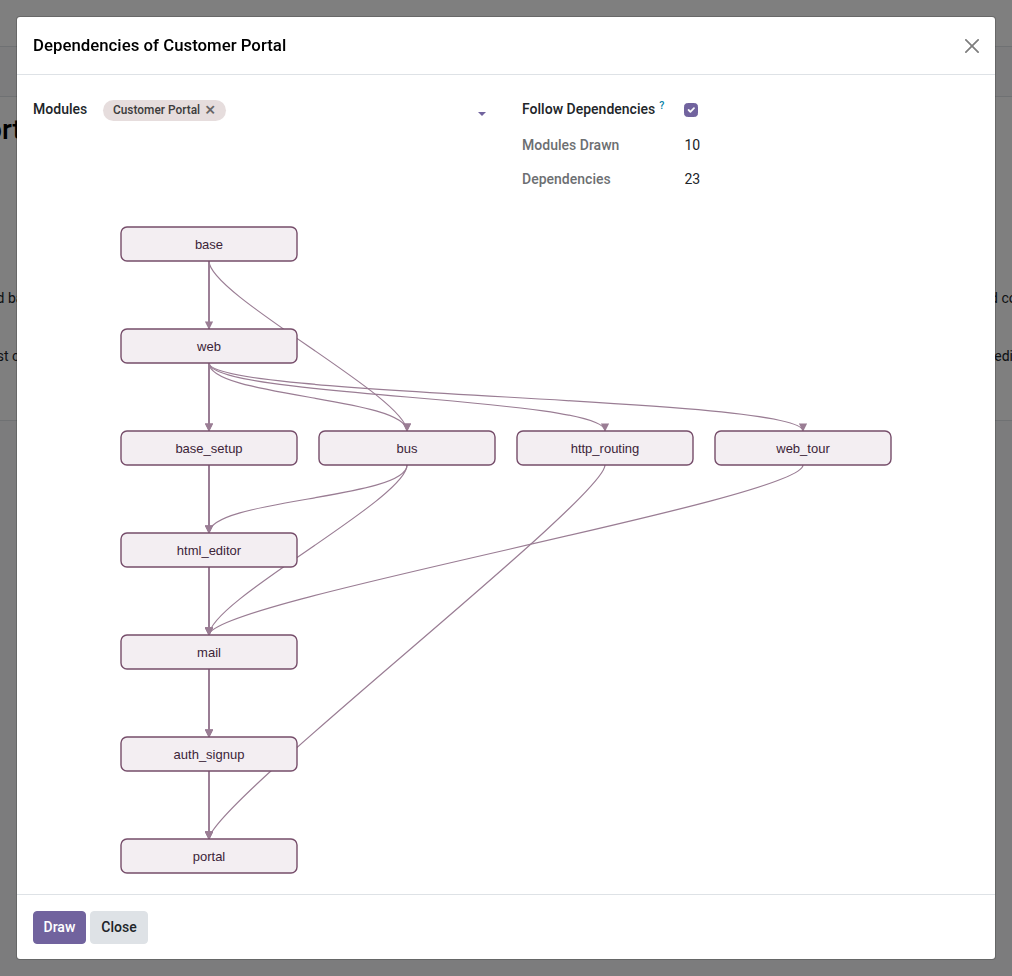 Dependencies of Customer Portal
Modules
Customer Portal
Follow Dependencies ?
Modules Drawn
10
Dependencies
23
base
web
base_setup
bus
http_routing
web_tour
html_editor
mail
auth_signup
portal
Draw
Close